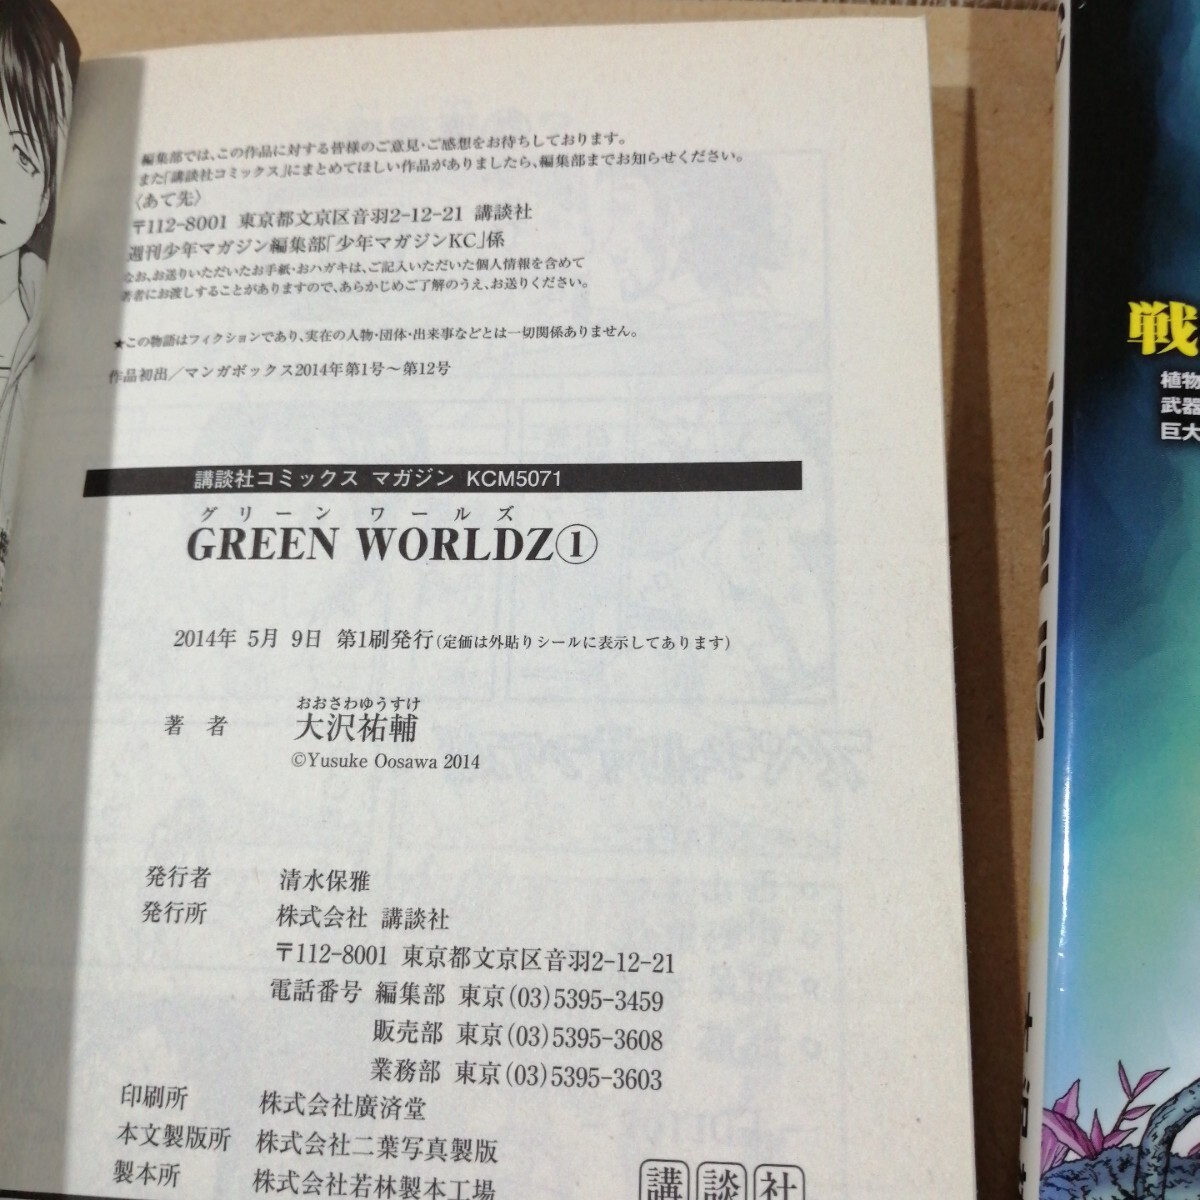 編集部では、この作品に対する皆様のご意見・ご感想をお待ちしております。
また「講談社コミックス」にまとめてほしい作品がありましたら、編集部までお知らせください。
〈あて先〉
〒112-8001 東京都文京区音羽2-12-21 講談社
週刊少年マガジン編集部「少年マガジンKC」係
なお、お送りいただいたお手紙・おハガキは、ご記入いただいた個人情報を含めて
著者にお渡しすることがありますので、あらかじめご了解のうえ、お送りください。
★この物語はフィクションであり、実在の人物・団体・出来事などとは一切関係ありません。
作品初出／マンガボックス2014年第1号～第12号
講談社コミックス マガジン KCM5071
グリーン ワールズ
GREEN WORLDZ①
2014年 5月 9日 第1刷発行(定価は外貼りシールに表示してあります)
おおさわゆうすけ
著 者 大沢祐輔
©Yusuke Oosawa 2014
発行者 清水保雅
発行所 株式会社 講談社
〒112-8001 東京都文京区音羽2-12-21
電話番号 編集部 東京(03)5395-3459
販売部 東京(03)5395-3608
業務部 東京(03)5395-3603
印刷所 株式会社廣済堂
本文製版所 株式会社二葉写真製版
製本所 株式会社若林製本工場
講談社
戦
植物
武器
巨大